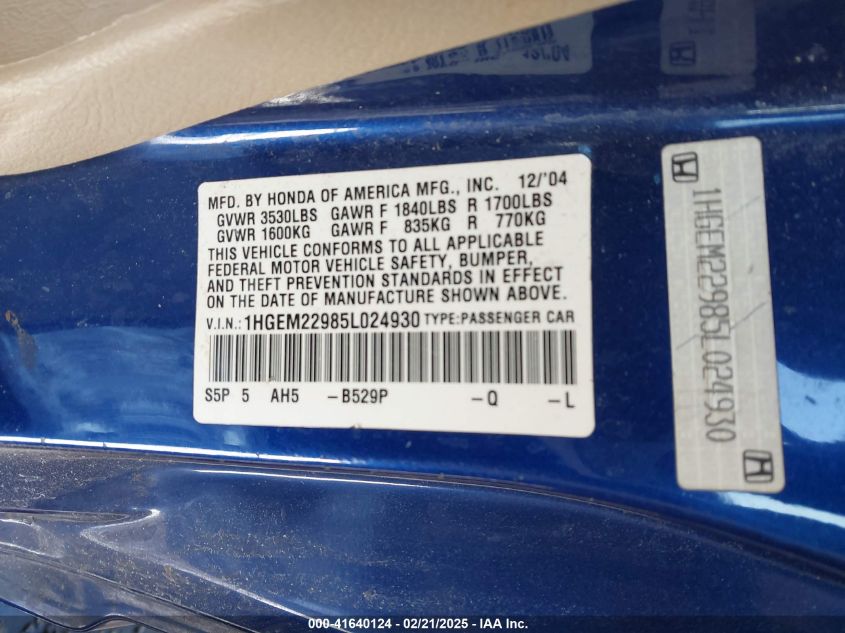 MFD. BY HONDA OF AMERICA MFG., INC. 12/'04
GVWR 3530LBS GAWR F 1840LBS R 1700LBS
GVWR 1600KG GAWR F 835KG R 770KG
THIS VEHICLE CONFORMS TO ALL APPLICABLE
FEDERAL MOTOR VEHICLE SAFETY, BUMPER,
AND THEFT PREVENTION STANDARDS IN EFFECT
ON THE DATE OF MANUFACTURE SHOWN ABOVE.
V.I.N.: 1HGEM22985L024930 TYPE:PASSENGER CAR
S5P 5 AH5 -B529P -Q -L
1HGEM22985L024930
000-41640124 - 02/21/2025 - IAA Inc.